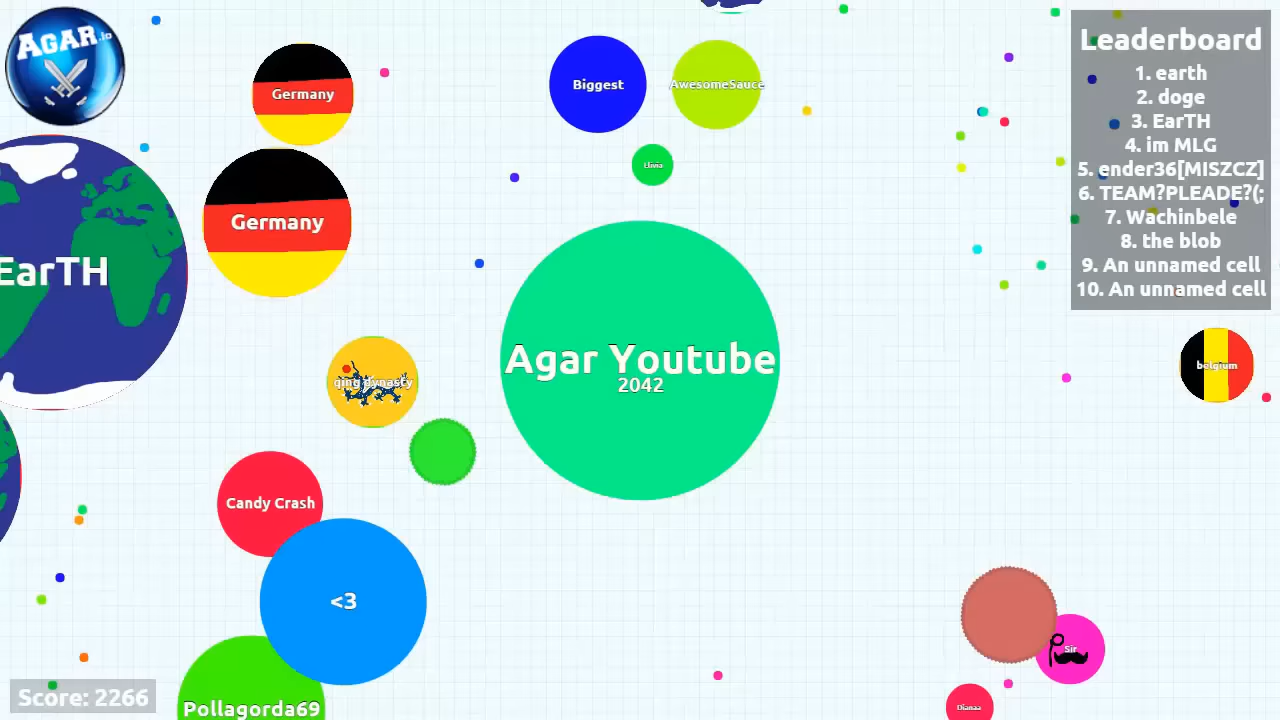 AGAR.io
Germany
Biggest
AwesomeSauce
Livia
Germany
EarTH
Agar Youtube
2042
qing dynasty
Candy Crash
<3
Pollagorda69
belgium
Sir
Dianaa
Score: 2266
Leaderboard
1. earth
2. doge
3. EarTH
4. im MLG
5. ender36[MISZCZ]
6. TEAM?PLEADE?(;
7. Wachinbele
8. the blob
9. An unnamed cell
10. An unnamed cell